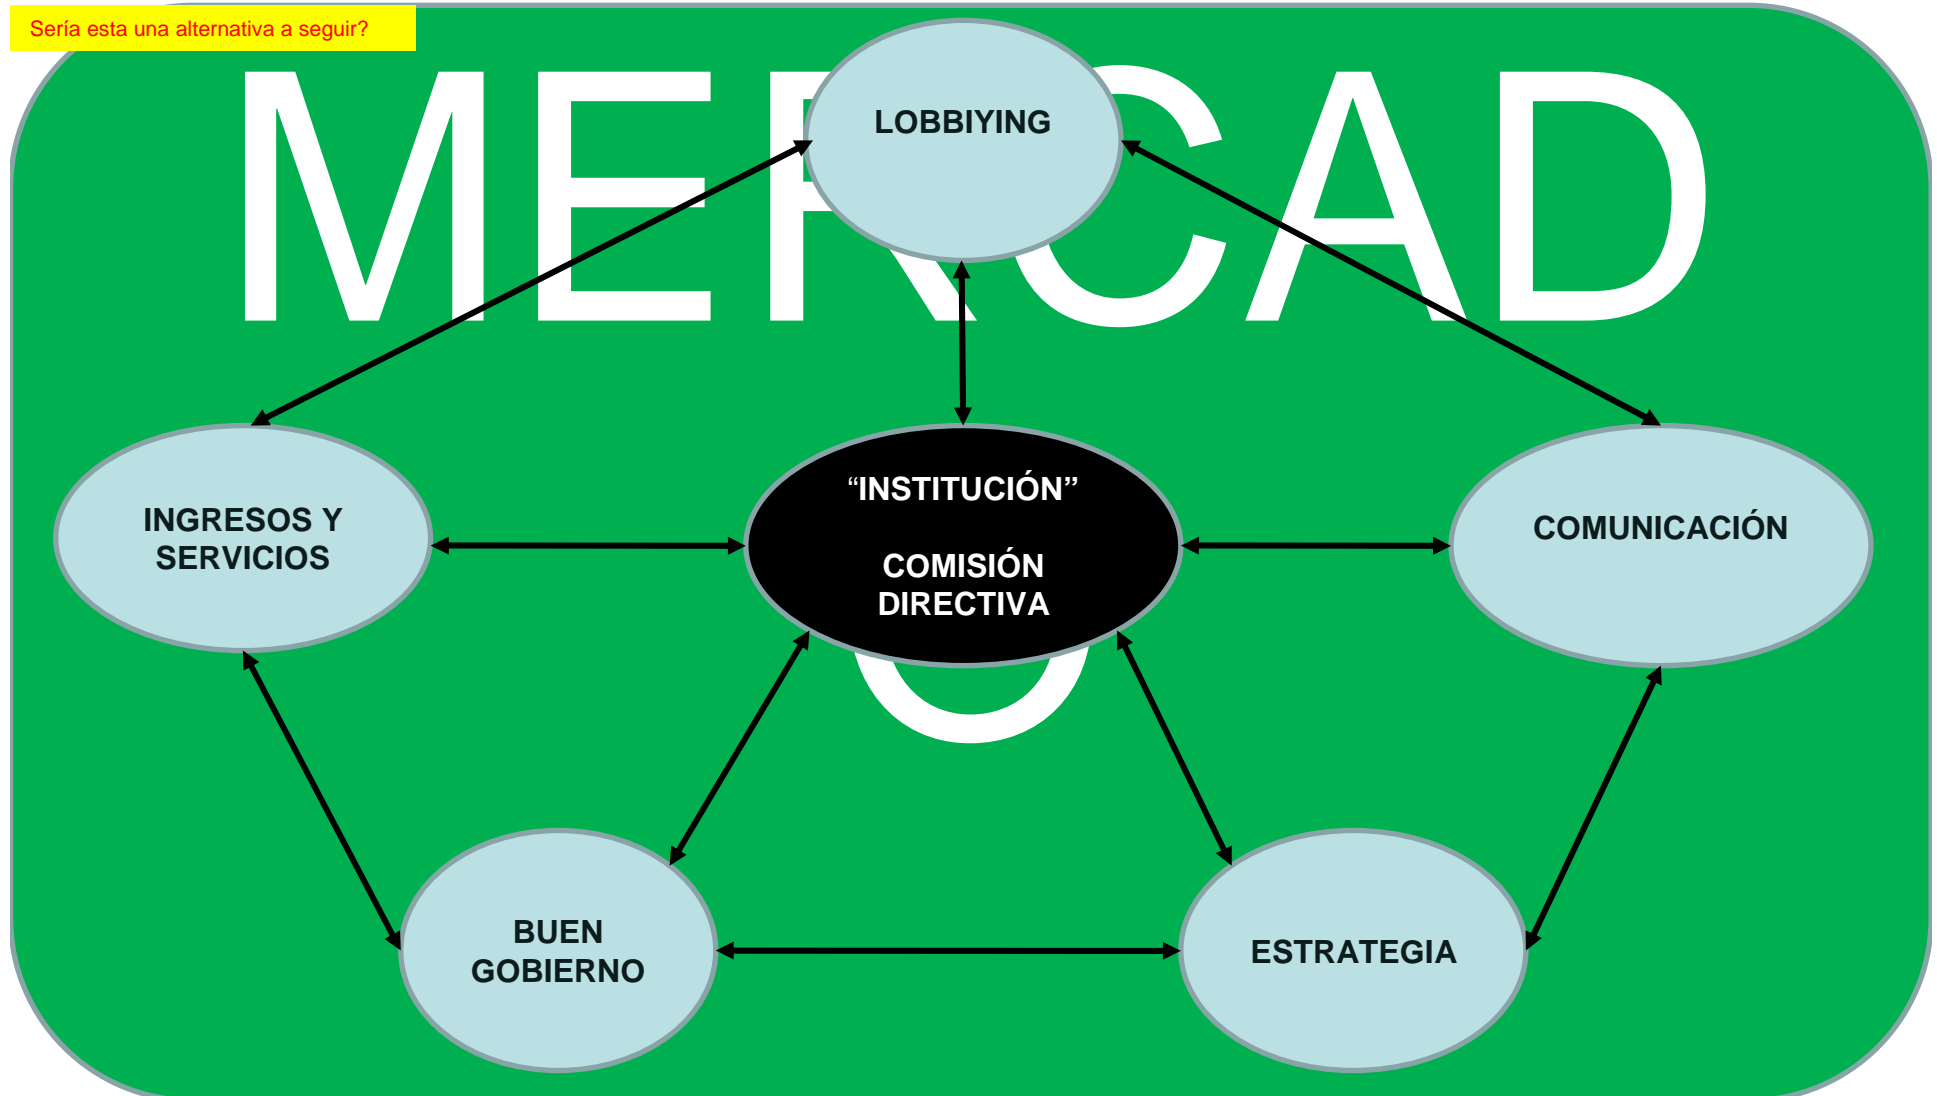 Sería esta una alternativa a seguir?
MERCAD
O
LOBBIYING
“INSTITUCIÓN”
COMISIÓN
DIRECTIVA
INGRESOS Y
SERVICIOS
COMUNICACIÓN
BUEN
GOBIERNO
ESTRATEGIA